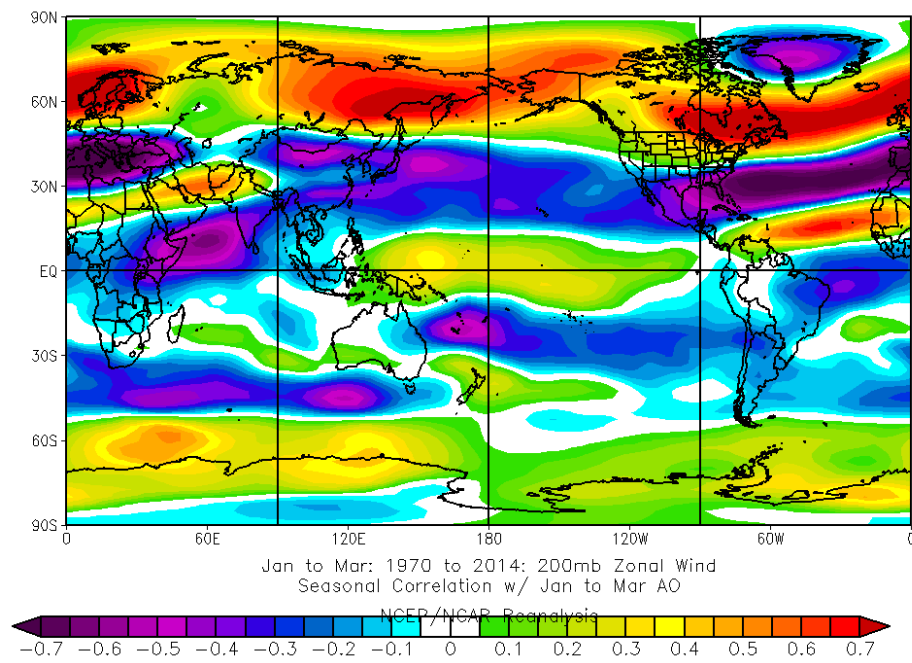 90N
60N
30N
EQ
30S
60S
90S
0 60E 120E 180 120W 60W 0
Jan to Mar: 1970 to 2014: 200mb Zonal Wind
Seasonal Correlation w/ Jan to Mar AO
NCEP/NCAR Reanalysis
-0.7 -0.6 -0.5 -0.4 -0.3 -0.2 -0.1 0 0.1 0.2 0.3 0.4 0.5 0.6 0.7